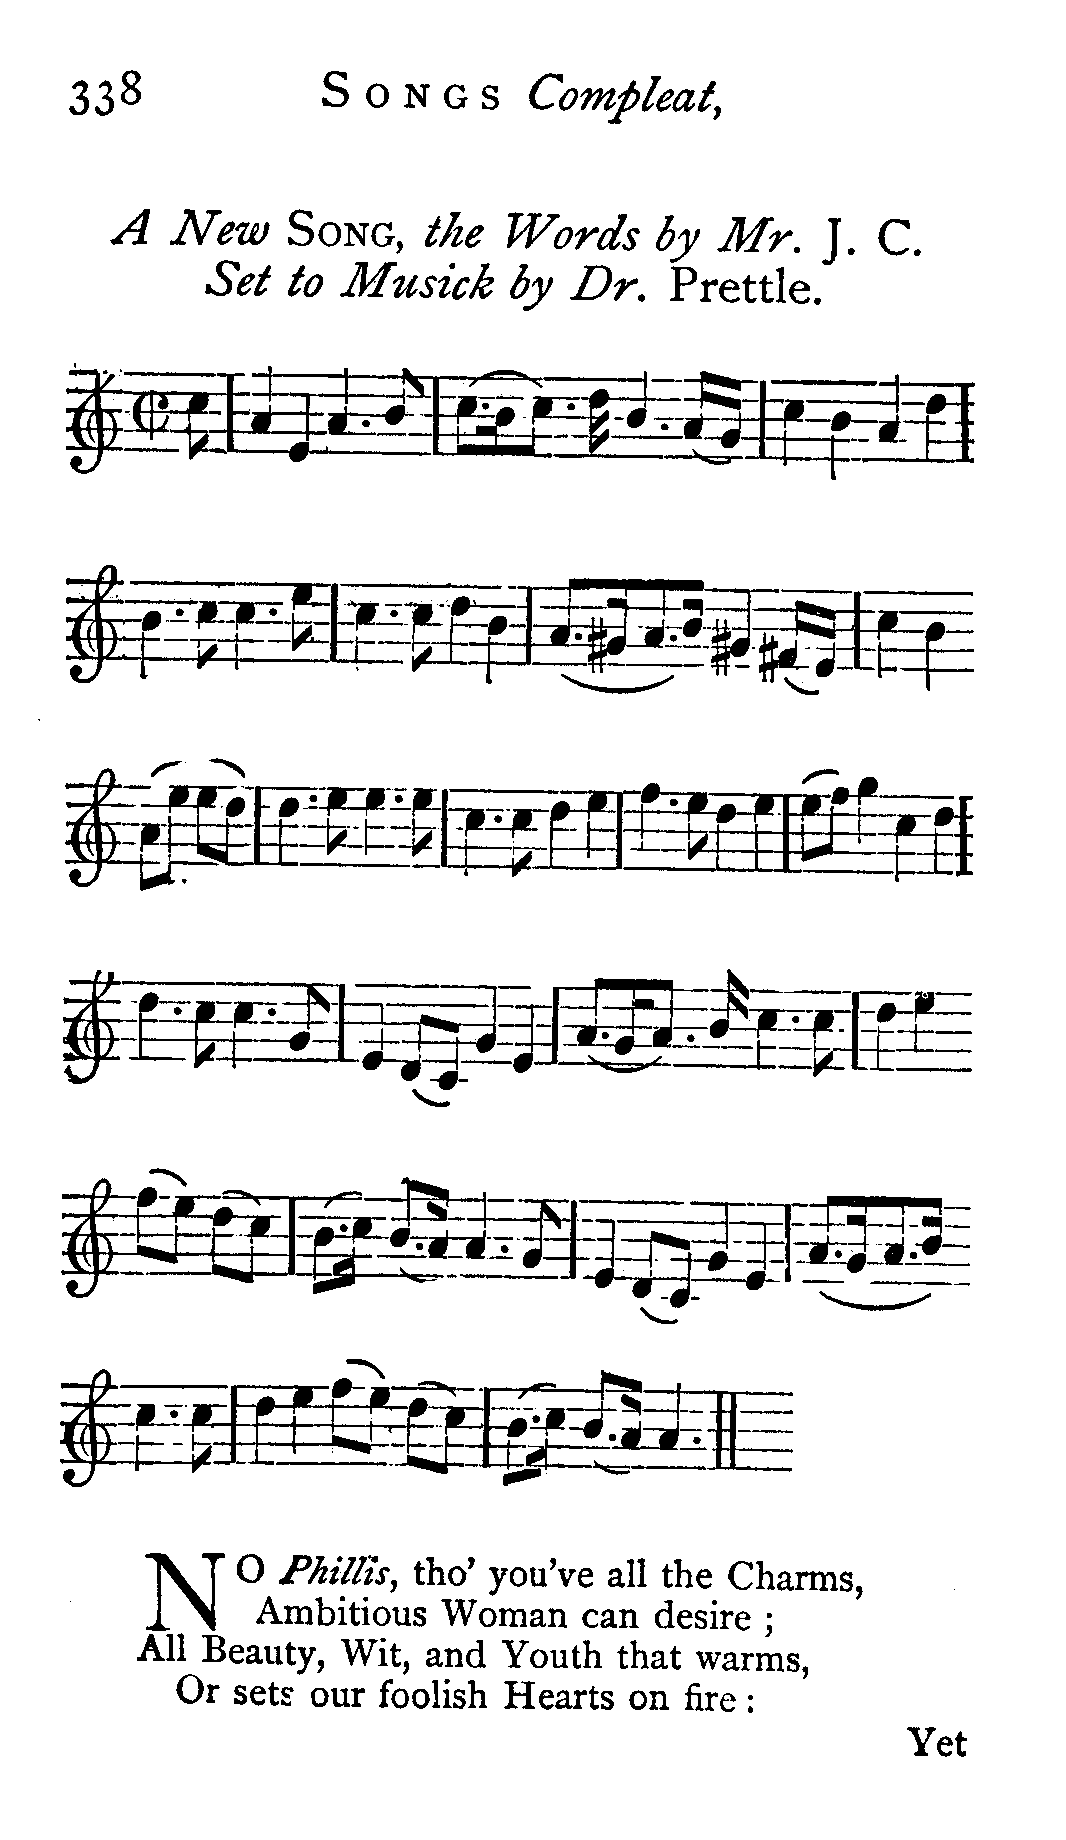 338 SONGS Compleat,
A New SONG, the Words by Mr. J. C.
Set to Musick by Dr. Prettle.
NO Phillis, tho' you've all the Charms,
Ambitious Woman can desire ;
All Beauty, Wit, and Youth that warms,
Or sets our foolish Hearts on fire :
Yet